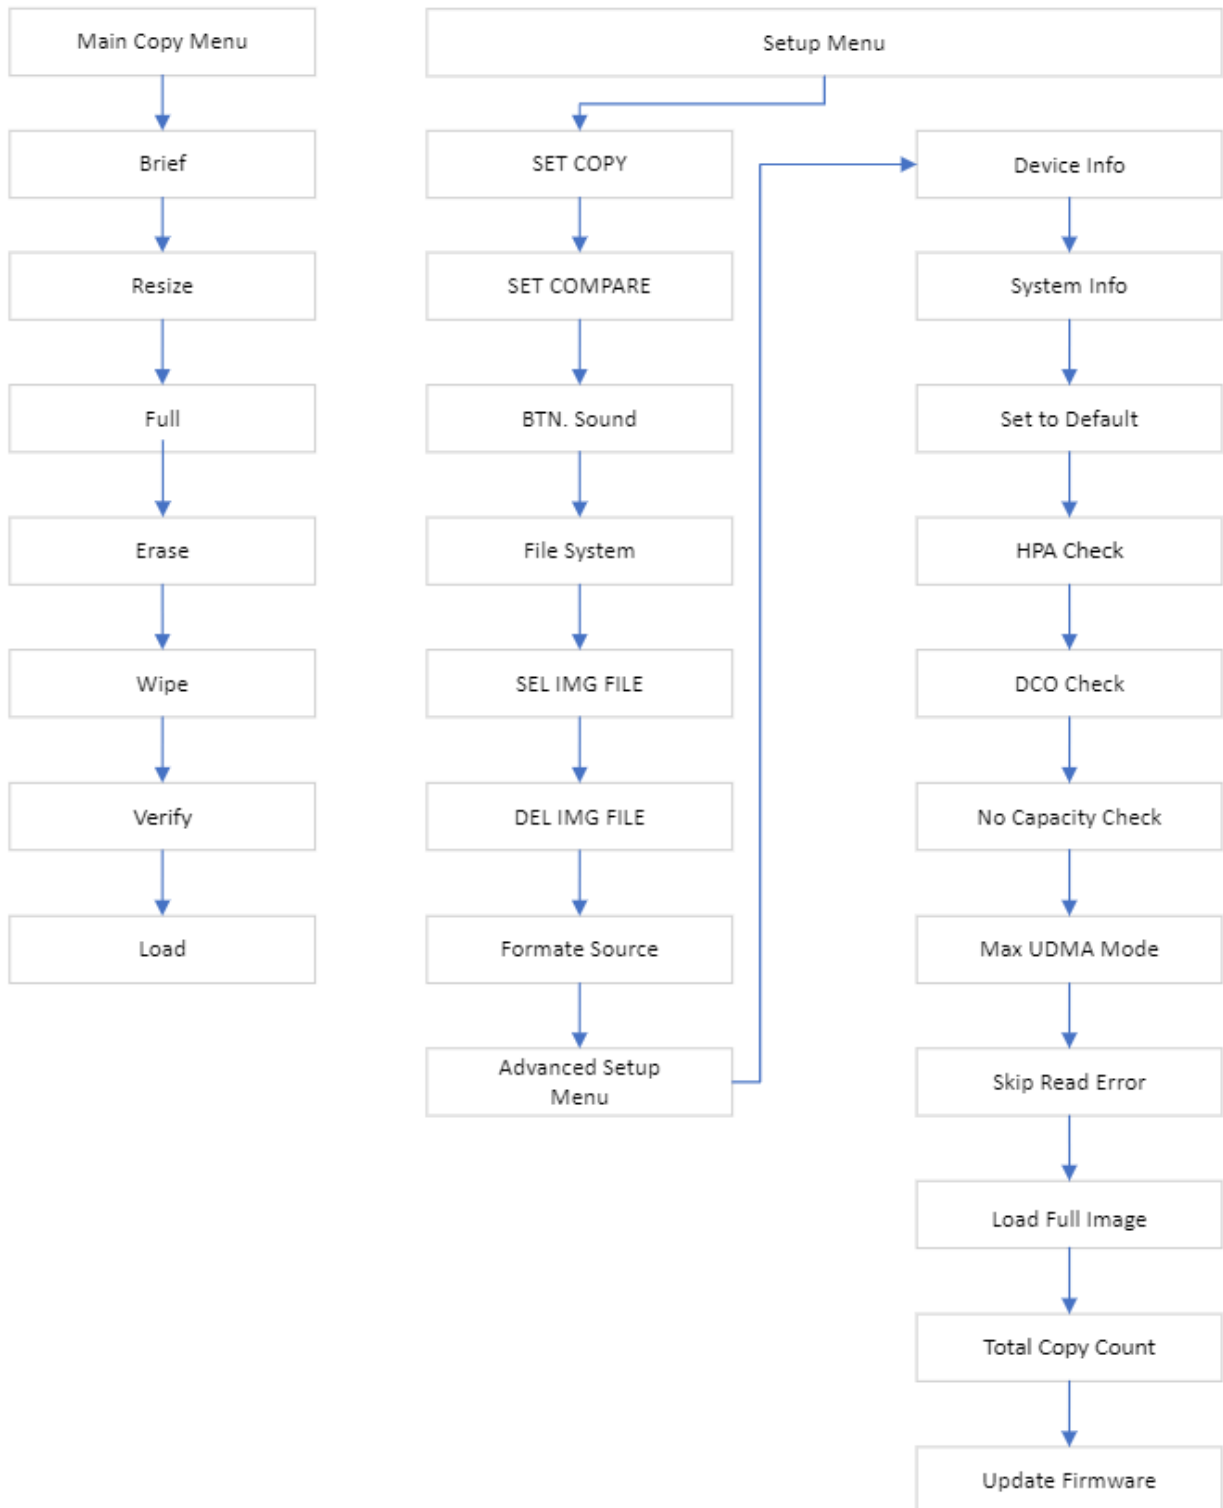 Main Copy Menu
Brief
Resize
Full
Erase
Wipe
Verify
Load
Setup Menu
SET COPY
SET COMPARE
BTN. Sound
File System
SEL IMG FILE
DEL IMG FILE
Formate Source
Advanced Setup
Menu
Device Info
System Info
Set to Default
HPA Check
DCO Check
No Capacity Check
Max UDMA Mode
Skip Read Error
Load Full Image
Total Copy Count
Update Firmware